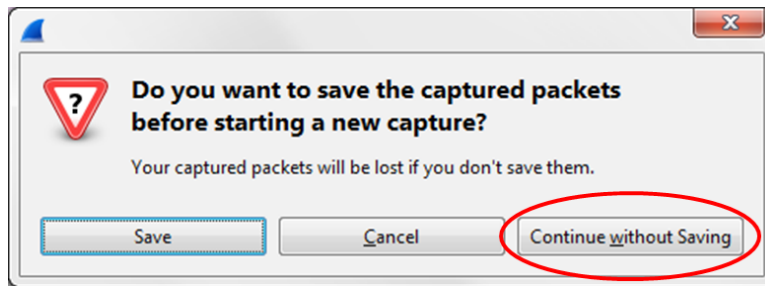 ?
Do you want to save the captured packets
before starting a new capture?
Your captured packets will be lost if you don't save them.
Save Cancel Continue without Saving